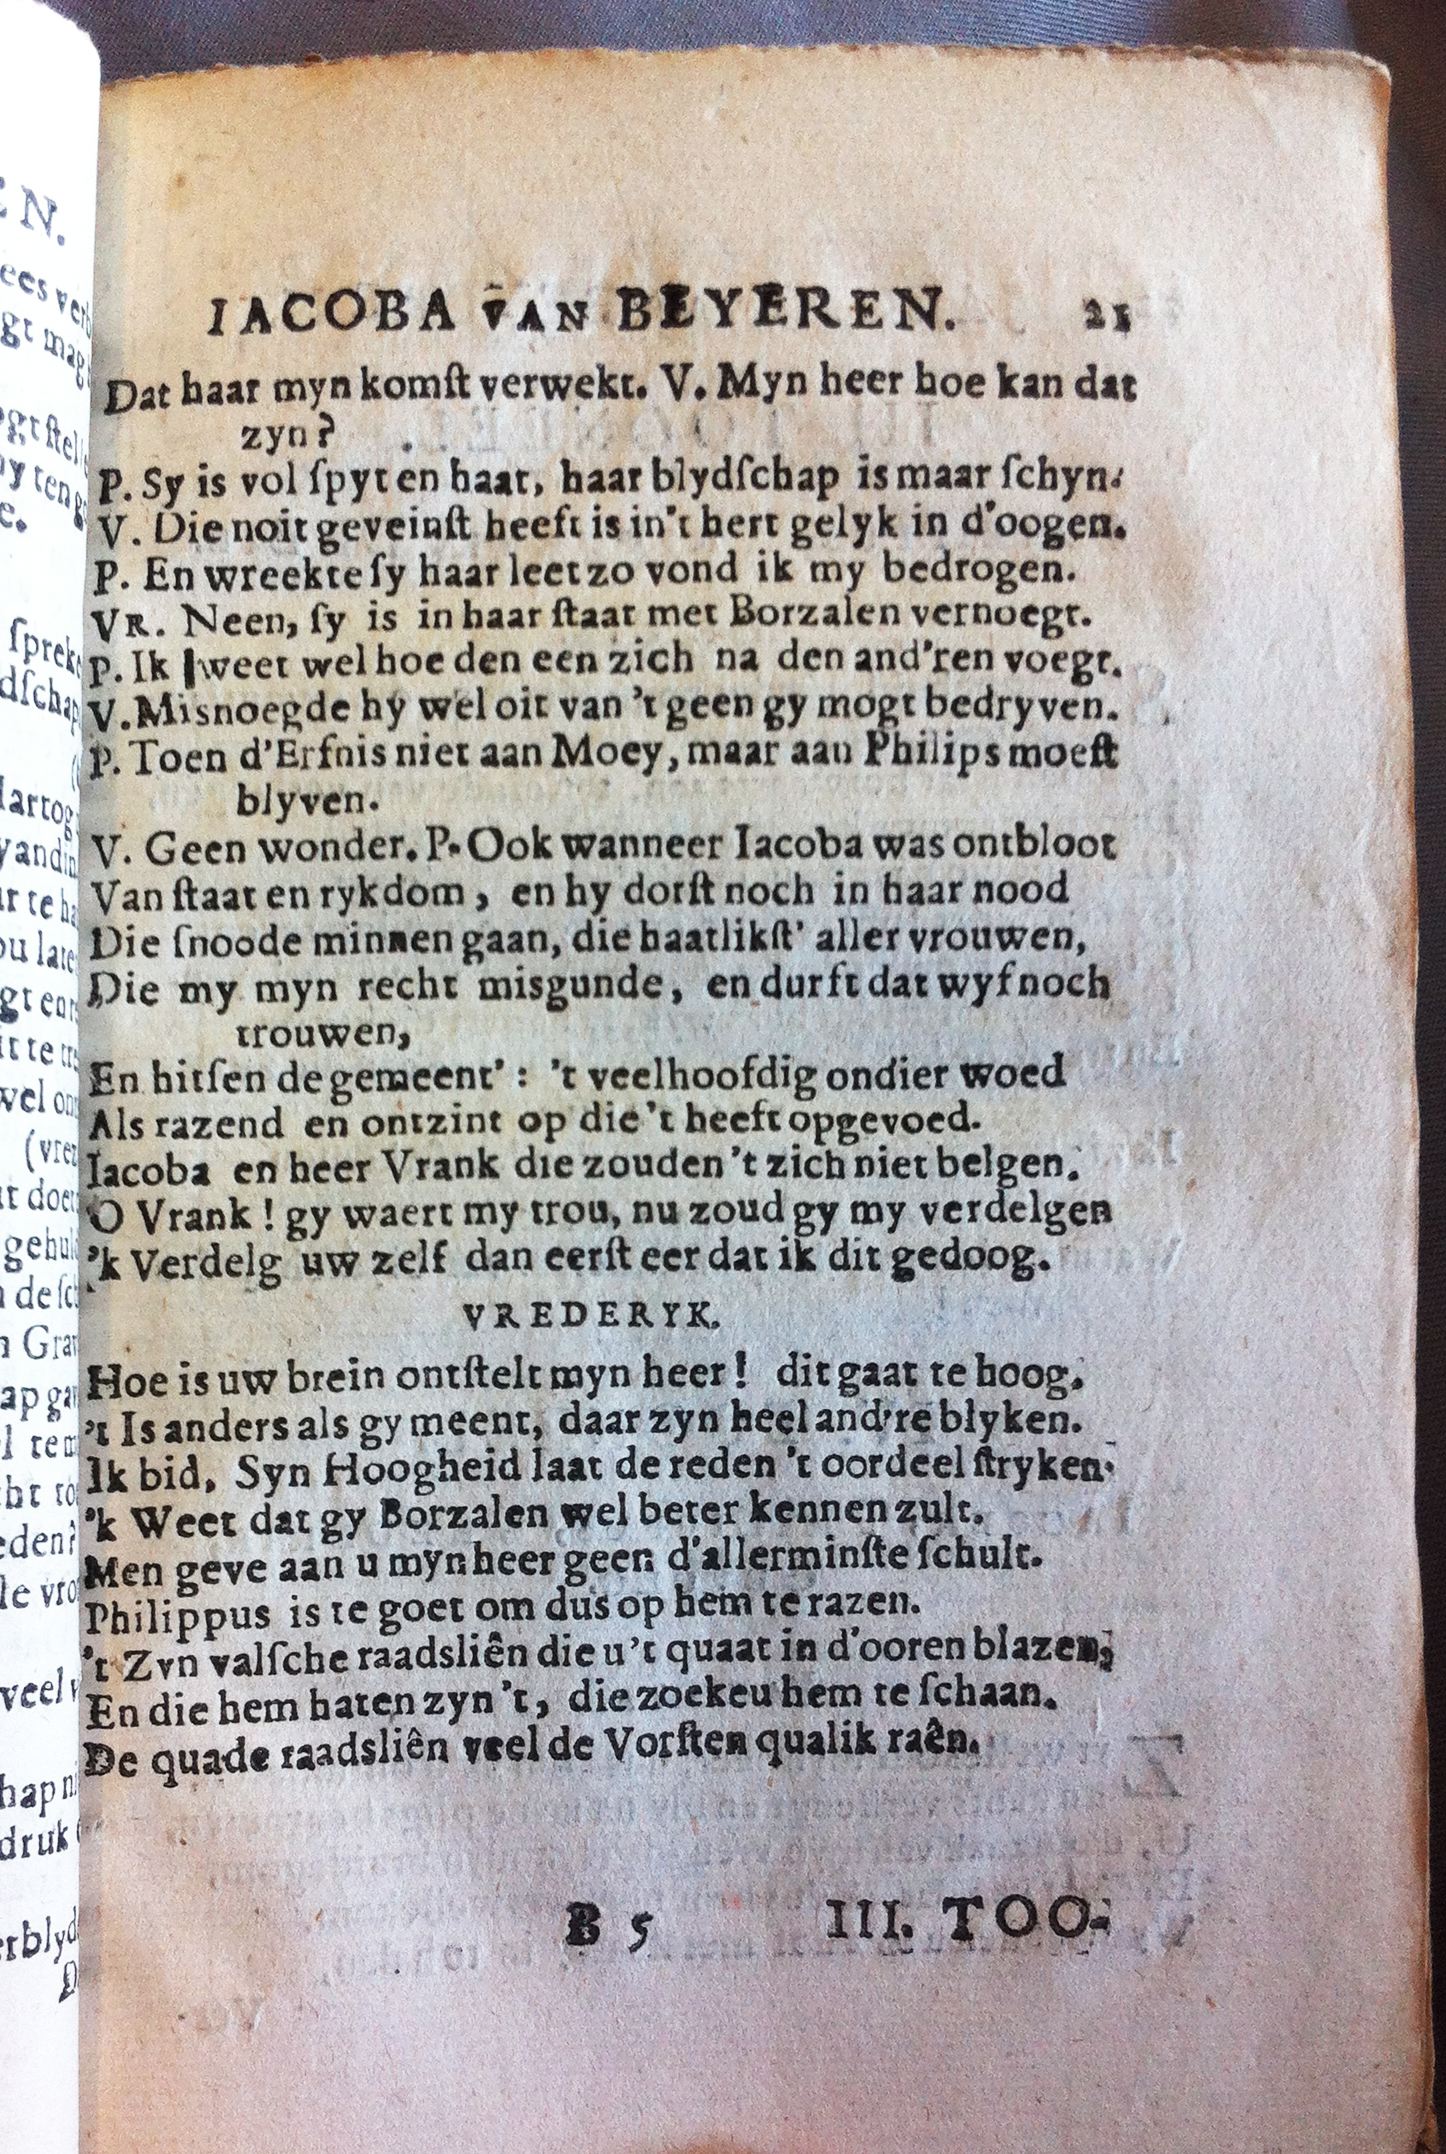 IACOBA VAN BEYEREN. 21
Dat haar myn komſt verwekt. V. Myn heer hoe kan dat
zyn?
P. Sy is vol ſpyt en haat, haar blydſchap is maar ſchyn.
V. Die noit geveinſt heeft is in't hert gelyk in d'oogen.
P. En wreekte ſy haar leet zo vond ik my bedrogen.
VR. Neen, ſy is in haar ſtaat met Borzalen vernoegt.
P. Ik weet wel hoe den een zich na den and'ren voegt.
V. Misnoegde hy wel oit van 't geen gy mogt bedryven.
P. Toen d'Erfnis niet aan Moey, maar aan Philips moeſt
blyven.
V. Geen wonder. P. Ook wanneer Iacoba was ontbloot
Van ſtaat en rykdom, en hy dorſt noch in haar nood
Die ſnoode minnen gaan, die haatlikſt' aller vrouwen,
Die my myn recht misgunde, en durft dat wyf noch
trouwen,
En hitſen de gemeent': 't veelhoofdig ondier woed
Als razend en ontzint op die 't heeft opgevoed.
Iacoba en heer Vrank die zouden 't zich niet belgen.
O Vrank! gy waert my trou, nu zoud gy my verdelgen
'k Verdelg uw zelf dan eerſt eer dat ik dit gedoog.
VREDERYK.
Hoe is uw brein ontſtelt myn heer! dit gaat te hoog.
't Is anders als gy meent, daar zyn heel and're blyken.
Ik bid, Syn Hoogheid laat de reden 't oordeel ſtryken.
'k Weet dat gy Borzalen wel beter kennen zult.
Men geve aan u myn heer geen d'allerminſte ſchult.
Philippus is te goet om dus op hem te razen.
't Zyn valſche raadsliên die u 't quaat in d'ooren blazen,
En die hem haten zyn 't, die zoekeu hem te ſchaan.
De quade raadsliên veel de Vorſten qualik raên.
B 5 III. TOO-